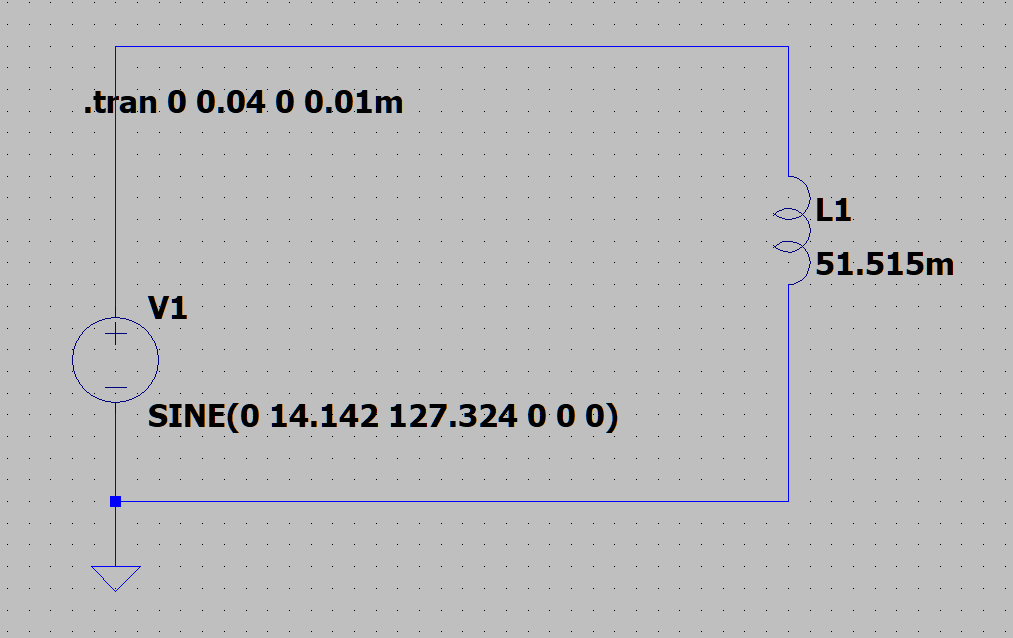 .tran 0 0.04 0 0.01m
L1
51.515m
V1
SINE(0 14.142 127.324 0 0 0)